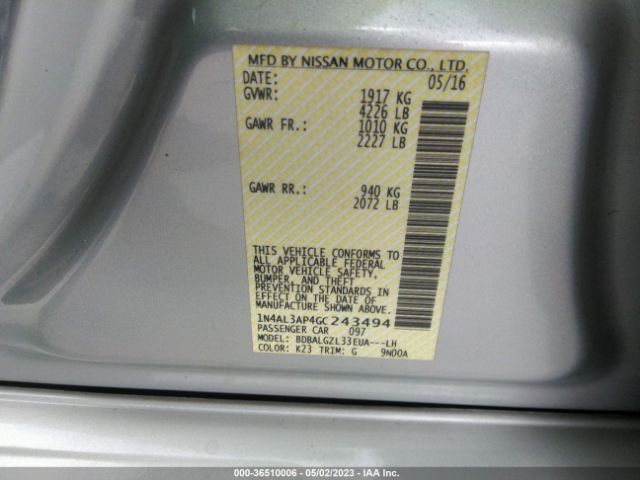 MFD BY NISSAN MOTOR CO., LTD.
DATE: 05/16
GVWR: 1917 KG
4226 LB
GAWR FR.: 1010 KG
2227 LB
GAWR RR.: 940 KG
2072 LB
THIS VEHICLE CONFORMS TO
ALL APPLICABLE FEDERAL
MOTOR VEHICLE SAFETY,
BUMPER, AND THEFT
PREVENTION STANDARDS IN
EFFECT ON THE DATE OF
MANUFACTURE SHOWN ABOVE.
1N4AL3AP4GC243494
PASSENGER CAR 097
MODEL: BDBALGZL33EUA---LH
COLOR: K23 TRIM: G 9N00A
000-36510006 - 05/02/2023 - IAA Inc.